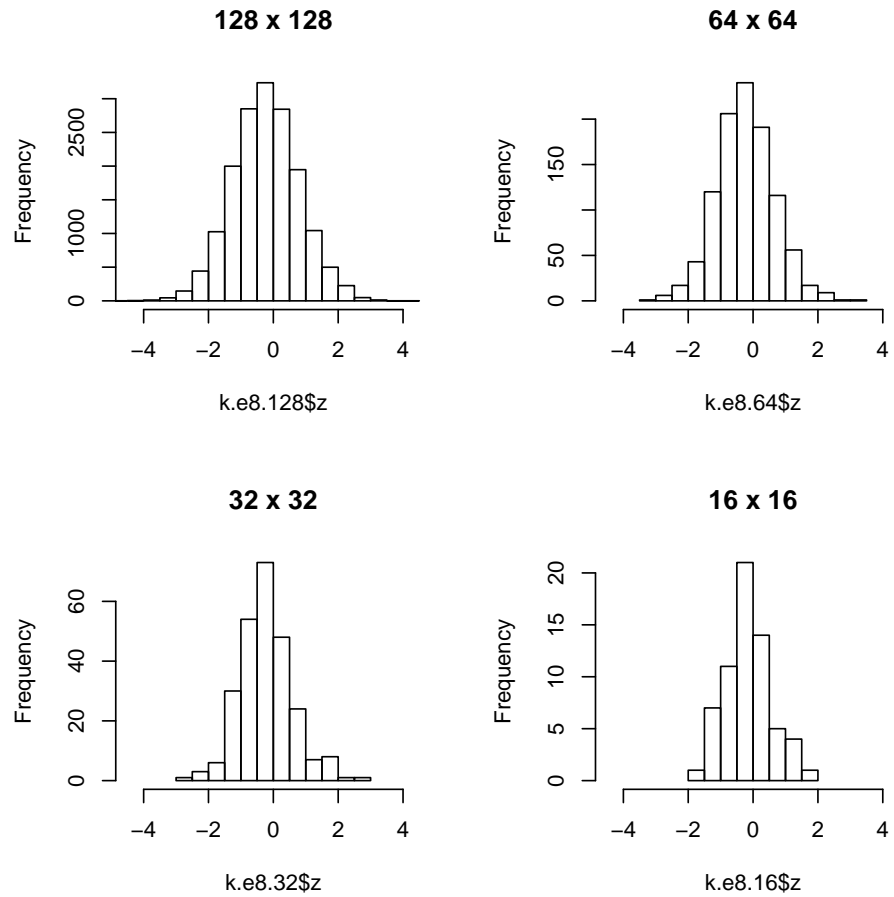 128 x 128
Frequency
0
1000
2500
−4 −2 0 2 4
k.e8.128$z
64 x 64
Frequency
0
50
150
−4 −2 0 2 4
k.e8.64$z
32 x 32
Frequency
0
20
40
60
−4 −2 0 2 4
k.e8.32$z
16 x 16
Frequency
0
5
10
15
20
−4 −2 0 2 4
k.e8.16$z